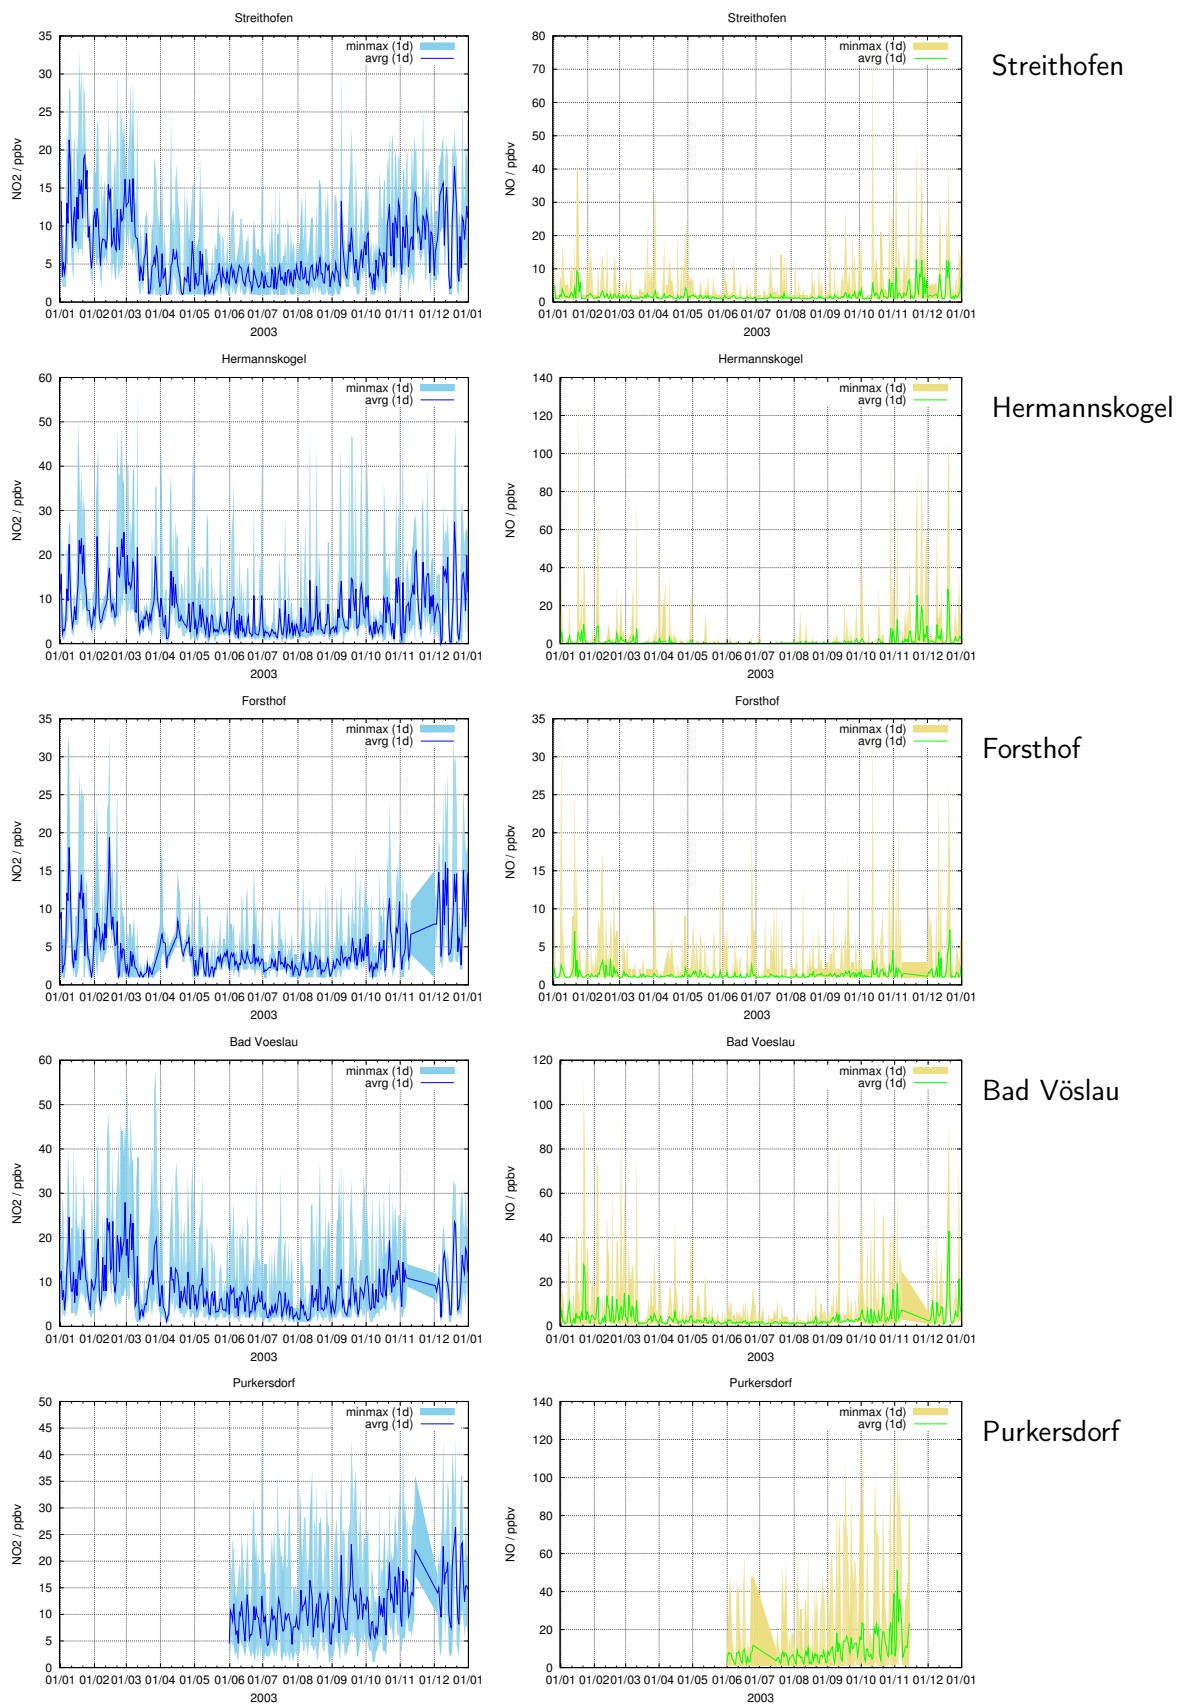 Streithofen
Streithofen
Streithofen
minmax (1d)
avrg (1d)
minmax (1d)
avrg (1d)
NO2 / ppbv
35
30
25
20
15
10
5
0
01/01 01/02 01/03 01/04 01/05 01/06 01/07 01/08 01/09 01/10 01/11 01/12 01/01
2003
NO / ppbv
80
70
60
50
40
30
20
10
0
01/01 01/02 01/03 01/04 01/05 01/06 01/07 01/08 01/09 01/10 01/11 01/12 01/01
2003
Hermannskogel
Hermannskogel
Hermannskogel
minmax (1d)
avrg (1d)
minmax (1d)
avrg (1d)
NO2 / ppbv
60
50
40
30
20
10
0
01/01 01/02 01/03 01/04 01/05 01/06 01/07 01/08 01/09 01/10 01/11 01/12 01/01
2003
NO / ppbv
140
120
100
80
60
40
20
0
01/01 01/02 01/03 01/04 01/05 01/06 01/07 01/08 01/09 01/10 01/11 01/12 01/01
2003
Forsthof
Forsthof
Forsthof
minmax (1d)
avrg (1d)
minmax (1d)
avrg (1d)
NO2 / ppbv
35
30
25
20
15
10
5
0
01/01 01/02 01/03 01/04 01/05 01/06 01/07 01/08 01/09 01/10 01/11 01/12 01/01
2003
NO / ppbv
35
30
25
20
15
10
5
0
01/01 01/02 01/03 01/04 01/05 01/06 01/07 01/08 01/09 01/10 01/11 01/12 01/01
2003
Bad Voeslau
Bad Voeslau
Bad Vöslau
minmax (1d)
avrg (1d)
minmax (1d)
avrg (1d)
NO2 / ppbv
60
50
40
30
20
10
0
01/01 01/02 01/03 01/04 01/05 01/06 01/07 01/08 01/09 01/10 01/11 01/12 01/01
2003
NO / ppbv
120
100
80
60
40
20
0
01/01 01/02 01/03 01/04 01/05 01/06 01/07 01/08 01/09 01/10 01/11 01/12 01/01
2003
Purkersdorf
Purkersdorf
Purkersdorf
minmax (1d)
avrg (1d)
minmax (1d)
avrg (1d)
NO2 / ppbv
50
45
40
35
30
25
20
15
10
5
0
01/01 01/02 01/03 01/04 01/05 01/06 01/07 01/08 01/09 01/10 01/11 01/12 01/01
2003
NO / ppbv
140
120
100
80
60
40
20
0
01/01 01/02 01/03 01/04 01/05 01/06 01/07 01/08 01/09 01/10 01/11 01/12 01/01
2003